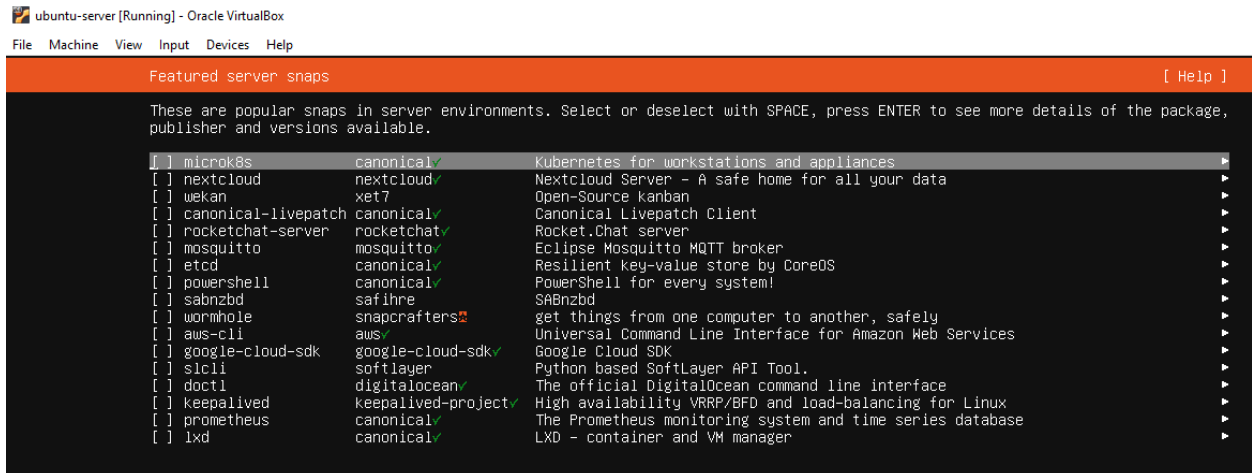 ubuntu-server [Running] - Oracle VirtualBox
File Machine View Input Devices Help
Featured server snaps [ Help ]
These are popular snaps in server environments. Select or deselect with SPACE, press ENTER to see more details of the package,
publisher and versions available.
[ ] microk8s canonical✓ Kubernetes for workstations and appliances ▶
[ ] nextcloud nextcloud✓ Nextcloud Server - A safe home for all your data ▶
[ ] wekan xet7 Open-Source kanban ▶
[ ] canonical-livepatch canonical✓ Canonical Livepatch Client ▶
[ ] rocketchat-server rocketchat✓ Rocket.Chat server ▶
[ ] mosquitto mosquitto✓ Eclipse Mosquitto MQTT broker ▶
[ ] etcd canonical✓ Resilient key-value store by CoreOS ▶
[ ] powershell canonical✓ PowerShell for every system! ▶
[ ] sabnzbd safihre SABnzbd ▶
[ ] wormhole snapcrafters get things from one computer to another, safely ▶
[ ] aws-cli aws✓ Universal Command Line Interface for Amazon Web Services ▶
[ ] google-cloud-sdk google-cloud-sdk✓ Google Cloud SDK ▶
[ ] slcli softlayer Python based SoftLayer API Tool. ▶
[ ] doctl digitalocean✓ The official DigitalOcean command line interface ▶
[ ] keepalived keepalived-project✓ High availability VRRP/BFD and load-balancing for Linux ▶
[ ] prometheus canonical✓ The Prometheus monitoring system and time series database ▶
[ ] lxd canonical✓ LXD - container and VM manager ▶